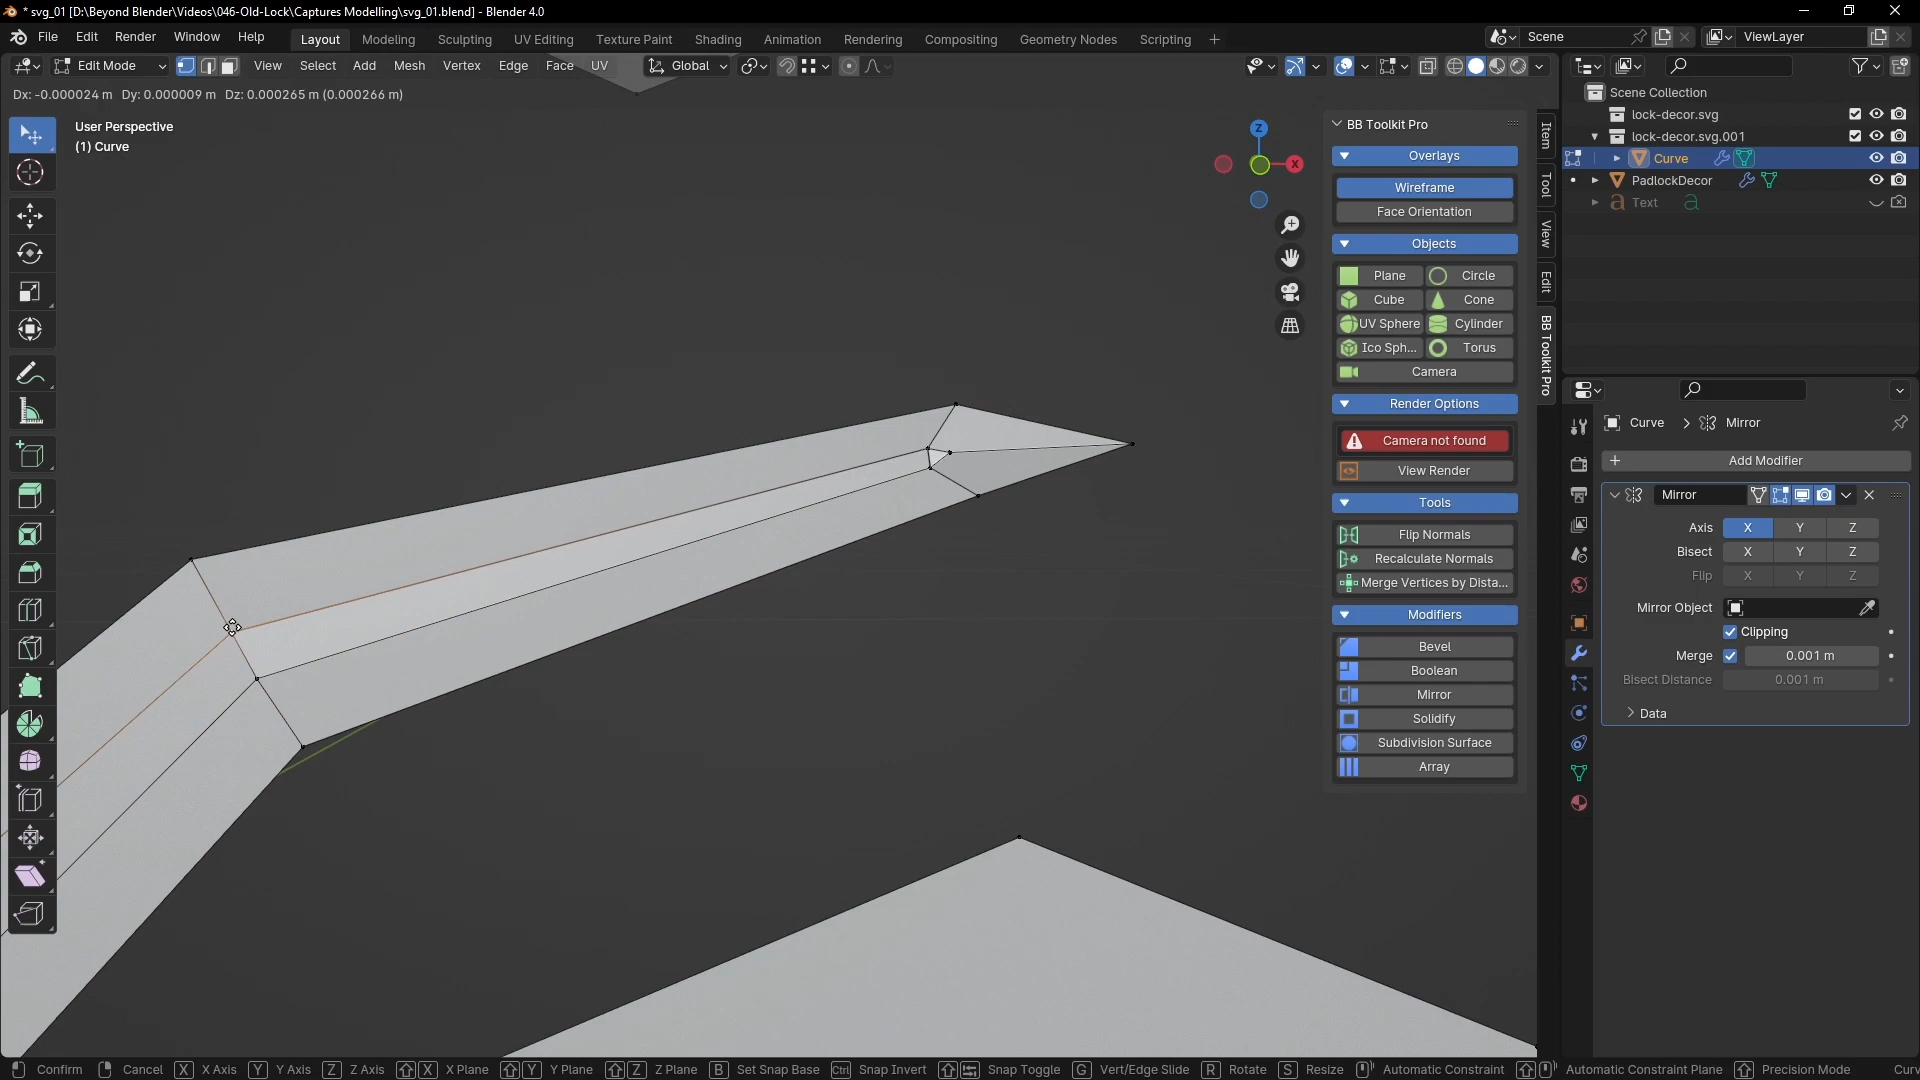 * svg_01 [D:\Beyond Blender\Videos\046-Old-Lock\Captures Modelling\svg_01.blend] - Blender 4.0
File Edit Render Window Help Layout Modeling Sculpting UV Editing Texture Paint Shading Animation Rendering Compositing Geometry Nodes Scripting + Scene ViewLayer
Edit Mode View Select Add Mesh Vertex Edge Face UV Global
Dx: -0.000024 m Dy: 0.000009 m Dz: 0.000265 m (0.000266 m)
User Perspective
(1) Curve
Z
X
BB Toolkit Pro
Overlays
Wireframe
Face Orientation
Objects
Plane Circle
Cube Cone
UV Sphere Cylinder
Ico Sph... Torus
Camera
Render Options
Camera not found
View Render
Tools
Flip Normals
Recalculate Normals
Merge Vertices by Dista...
Modifiers
Bevel
Boolean
Mirror
Solidify
Subdivision Surface
Array
Item
Tool
View
Edit
BB Toolkit Pro
Scene Collection
lock-decor.svg
lock-decor.svg.001
Curve
PadlockDecor
Text
Curve Mirror
+ Add Modifier
Mirror
Axis X Y Z
Bisect X Y Z
Flip X Y Z
Mirror Object
Clipping
Merge 0.001 m
Bisect Distance 0.001 m
Data
Confirm Cancel X X Axis Y Y Axis Z Z Axis X X Plane Y Y Plane Z Z Plane B Set Snap Base Ctrl Snap Invert Snap Toggle G Vert/Edge Slide R Rotate S Resize Automatic Constraint Automatic Constraint Plane Precision Mode Curv